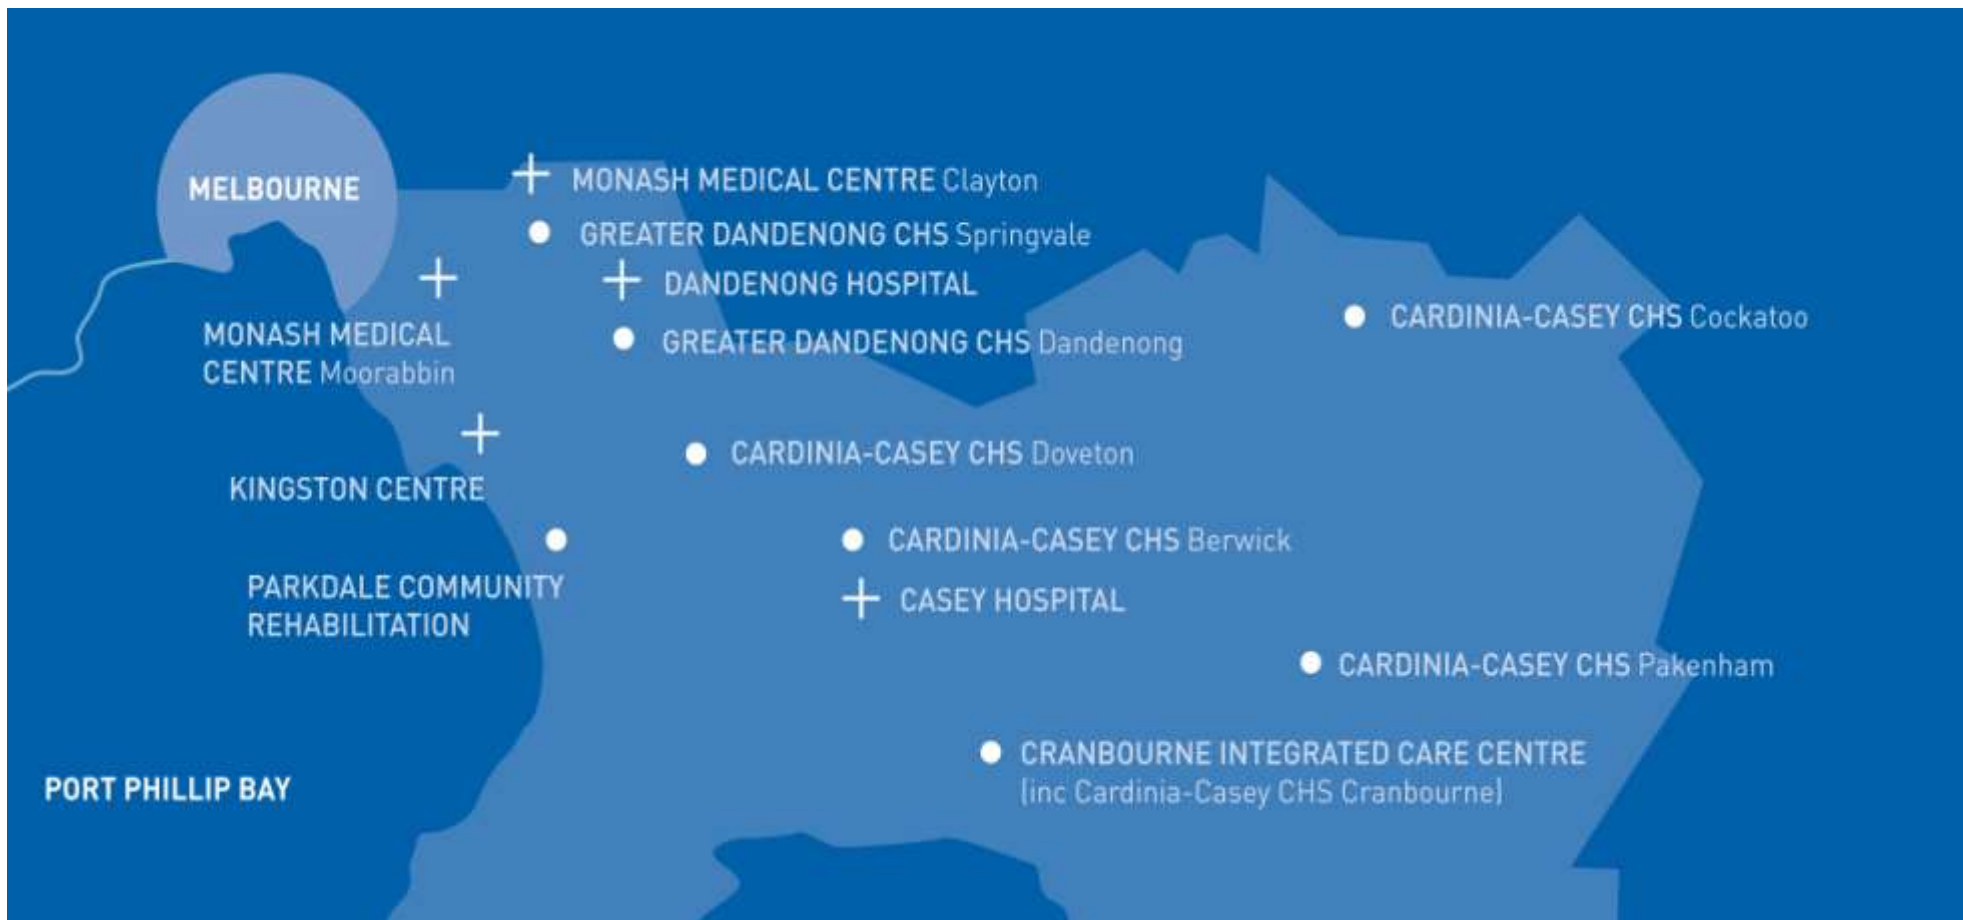 MELBOURNE
MONASH MEDICAL CENTRE Clayton
GREATER DANDENONG CHS Springvale
DANDENONG HOSPITAL
MONASH MEDICAL
CENTRE Moorabbin
GREATER DANDENONG CHS Dandenong
CARDINIA-CASEY CHS Cockatoo
KINGSTON CENTRE
CARDINIA-CASEY CHS Doveton
PARKDALE COMMUNITY
REHABILITATION
CARDINIA-CASEY CHS Berwick
CASEY HOSPITAL
CARDINIA-CASEY CHS Pakenham
CRANBOURNE INTEGRATED CARE CENTRE
(inc Cardinia-Casey CHS Cranbourne)
PORT PHILLIP BAY